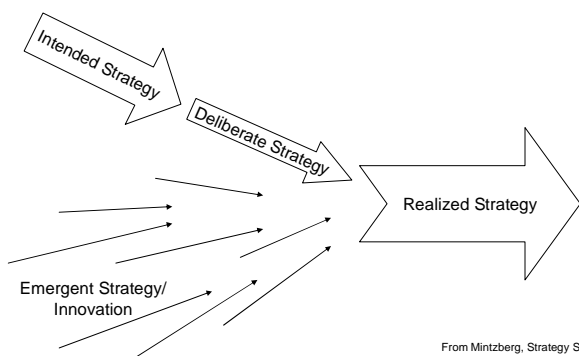 Intended Strategy
Deliberate Strategy
Realized Strategy
Emergent Strategy/
Innovation
From Mintzberg, Strategy S